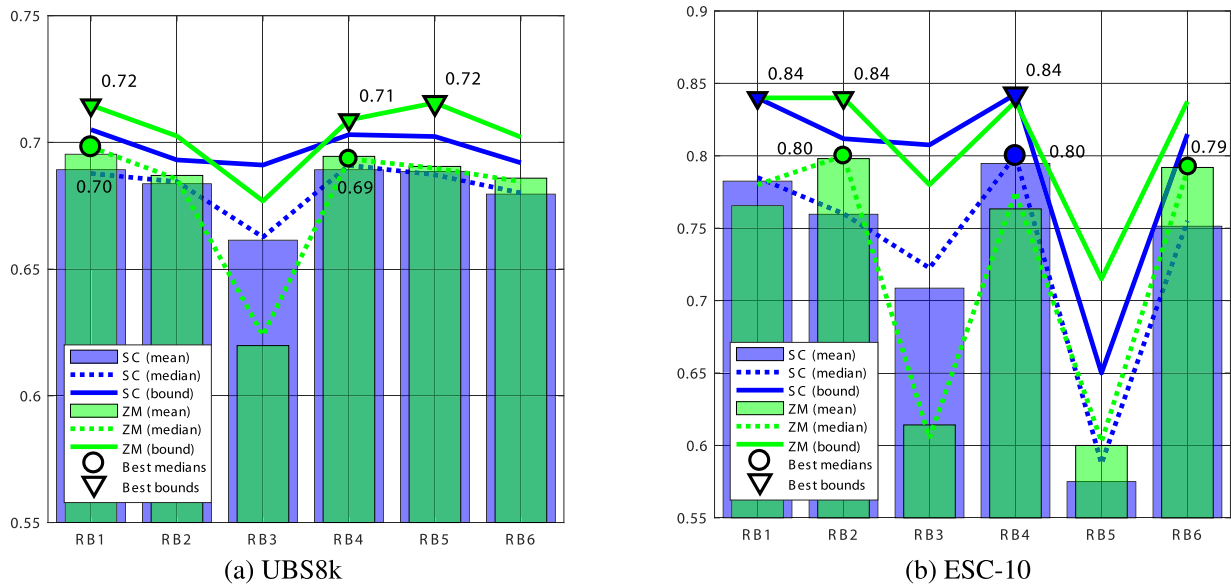 0.75
0.7
0.65
0.6
0.55
0.72
0.71
0.72
0.70
0.69
SC (mean)
SC (median)
SC (bound)
ZM (mean)
ZM (median)
ZM (bound)
Best medians
Best bounds
RB1 RB2 RB3 RB4 RB5 RB6
(a) UBS8k
0.9
0.85
0.8
0.75
0.7
0.65
0.6
0.55
0.84 0.84 0.84
0.80 0.80 0.79
SC (mean)
SC (median)
SC (bound)
ZM (mean)
ZM (median)
ZM (bound)
Best medians
Best bounds
RB1 RB2 RB3 RB4 RB5 RB6
(b) ESC-10